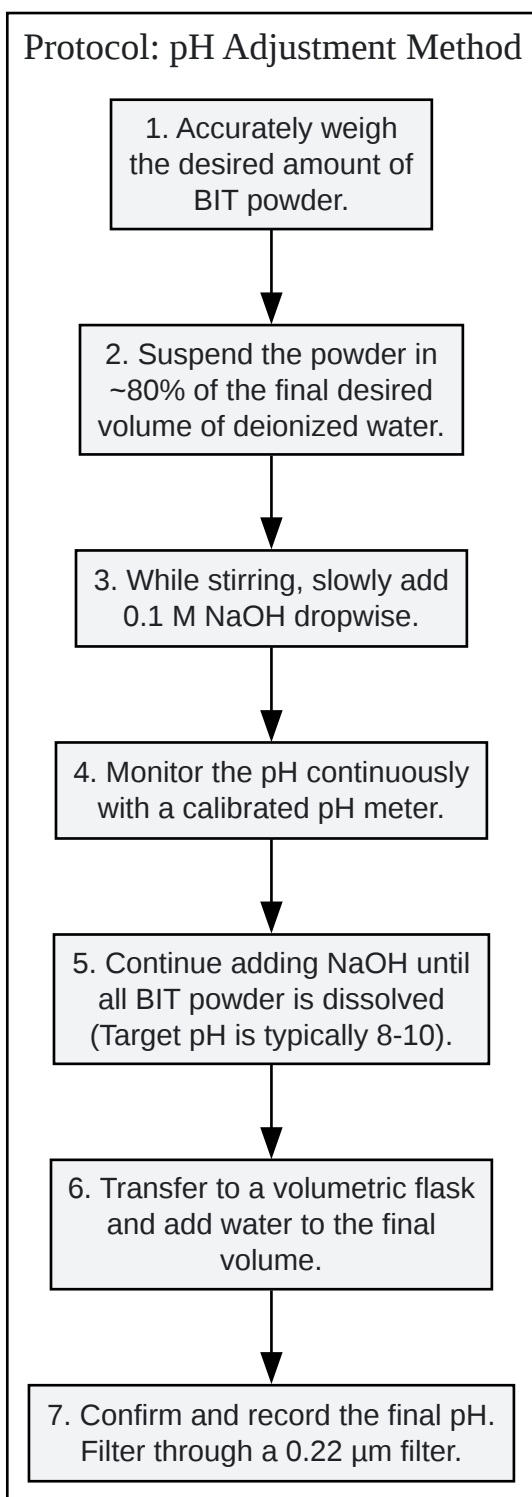 Protocol: pH Adjustment Method
1. Accurately weigh
the desired amount of
BIT powder.
2. Suspend the powder in
~80% of the final desired
volume of deionized water.
3. While stirring, slowly add
0.1 M NaOH dropwise.
4. Monitor the pH continuously
with a calibrated pH meter.
5. Continue adding NaOH until
all BIT powder is dissolved
(Target pH is typically 8-10).
6. Transfer to a volumetric flask
and add water to the final
volume.
7. Confirm and record the final pH.
Filter through a 0.22 µm filter.